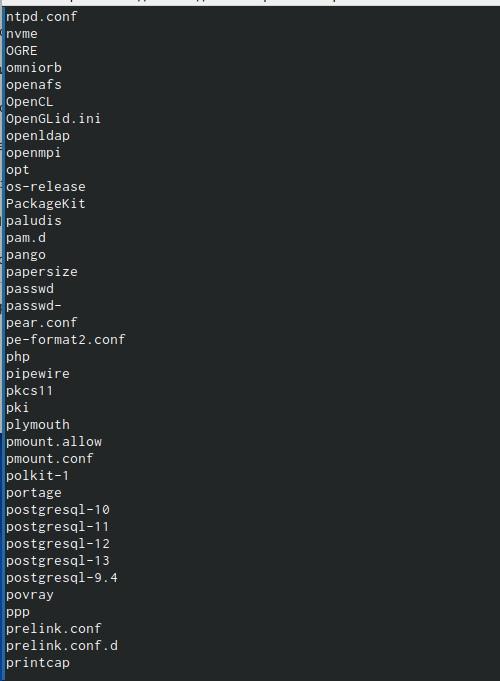 ntpd.conf
nvme
OGRE
omniorb
openafs
OpenCL
OpenGLid.ini
openldap
openmpi
opt
os-release
PackageKit
paludis
pam.d
pango
papersize
passwd
passwd-
pear.conf
pe-format2.conf
php
pipewire
pkcs11
pki
plymouth
pmount.allow
pmount.conf
polkit-1
portage
postgresql-10
postgresql-11
postgresql-12
postgresql-13
postgresql-9.4
povray
ppp
prelink.conf
prelink.conf.d
printcap